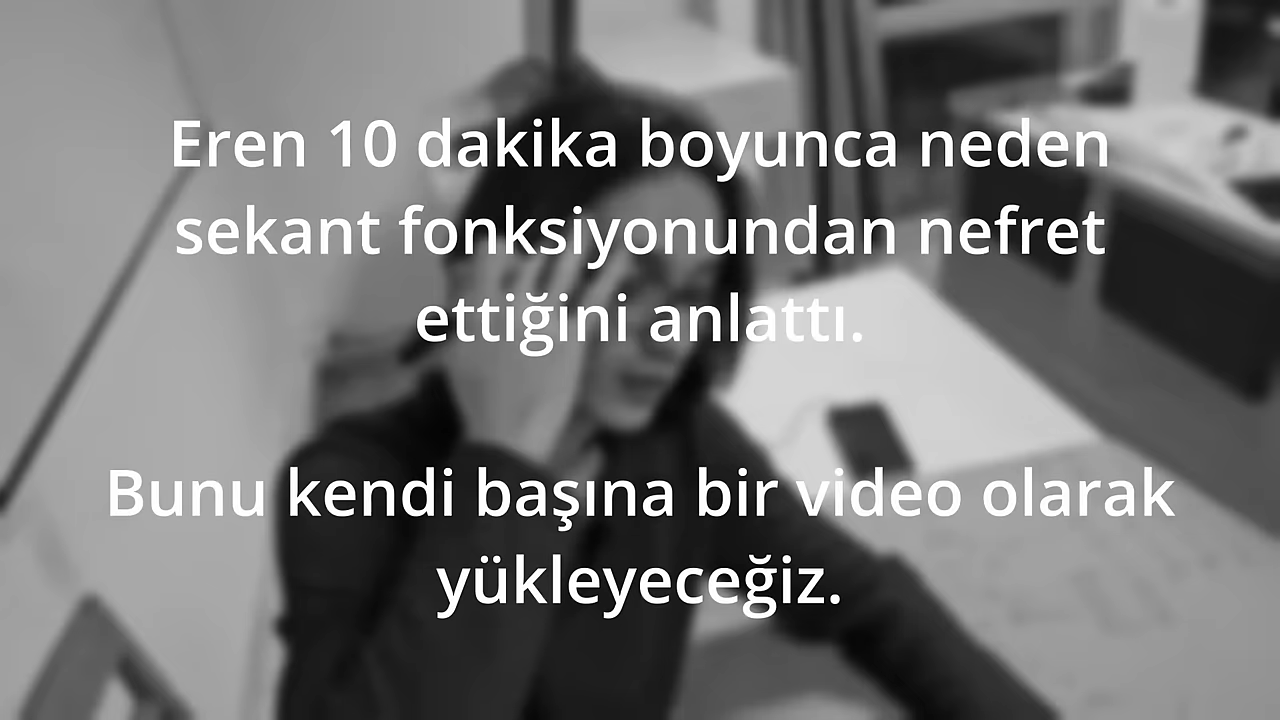 Eren 10 dakika boyunca neden
sekant fonksiyonundan nefret
ettiğini anlattı.
Bunu kendi başına bir video olarak
yükleyeceğiz.